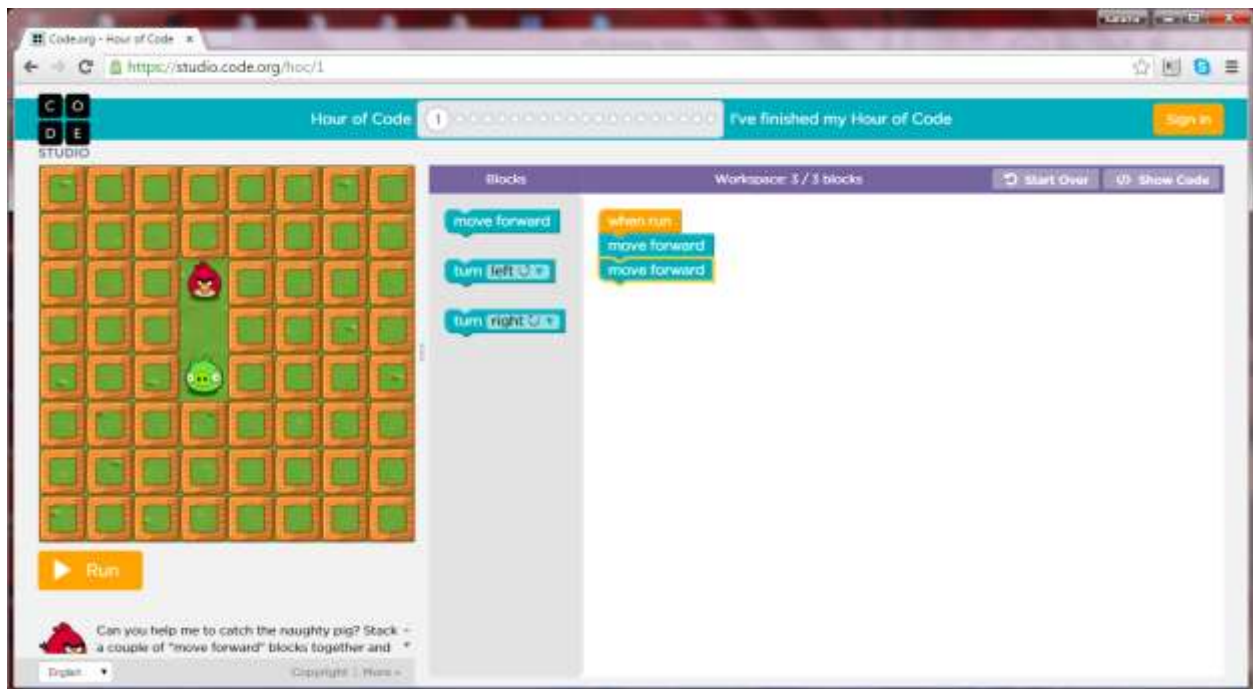 Code.org - Hour of Code
https://studio.code.org/hoc/1
C O
D E
STUDIO
Hour of Code
1
I've finished my Hour of Code
Sign in
Blocks
Workspace: 3 / 3 blocks
Start Over
Show Code
move forward
when run
move forward
move forward
turn left
turn right
Run
Can you help me to catch the naughty pig? Stack
a couple of "move forward" blocks together and
English
Copyright | More